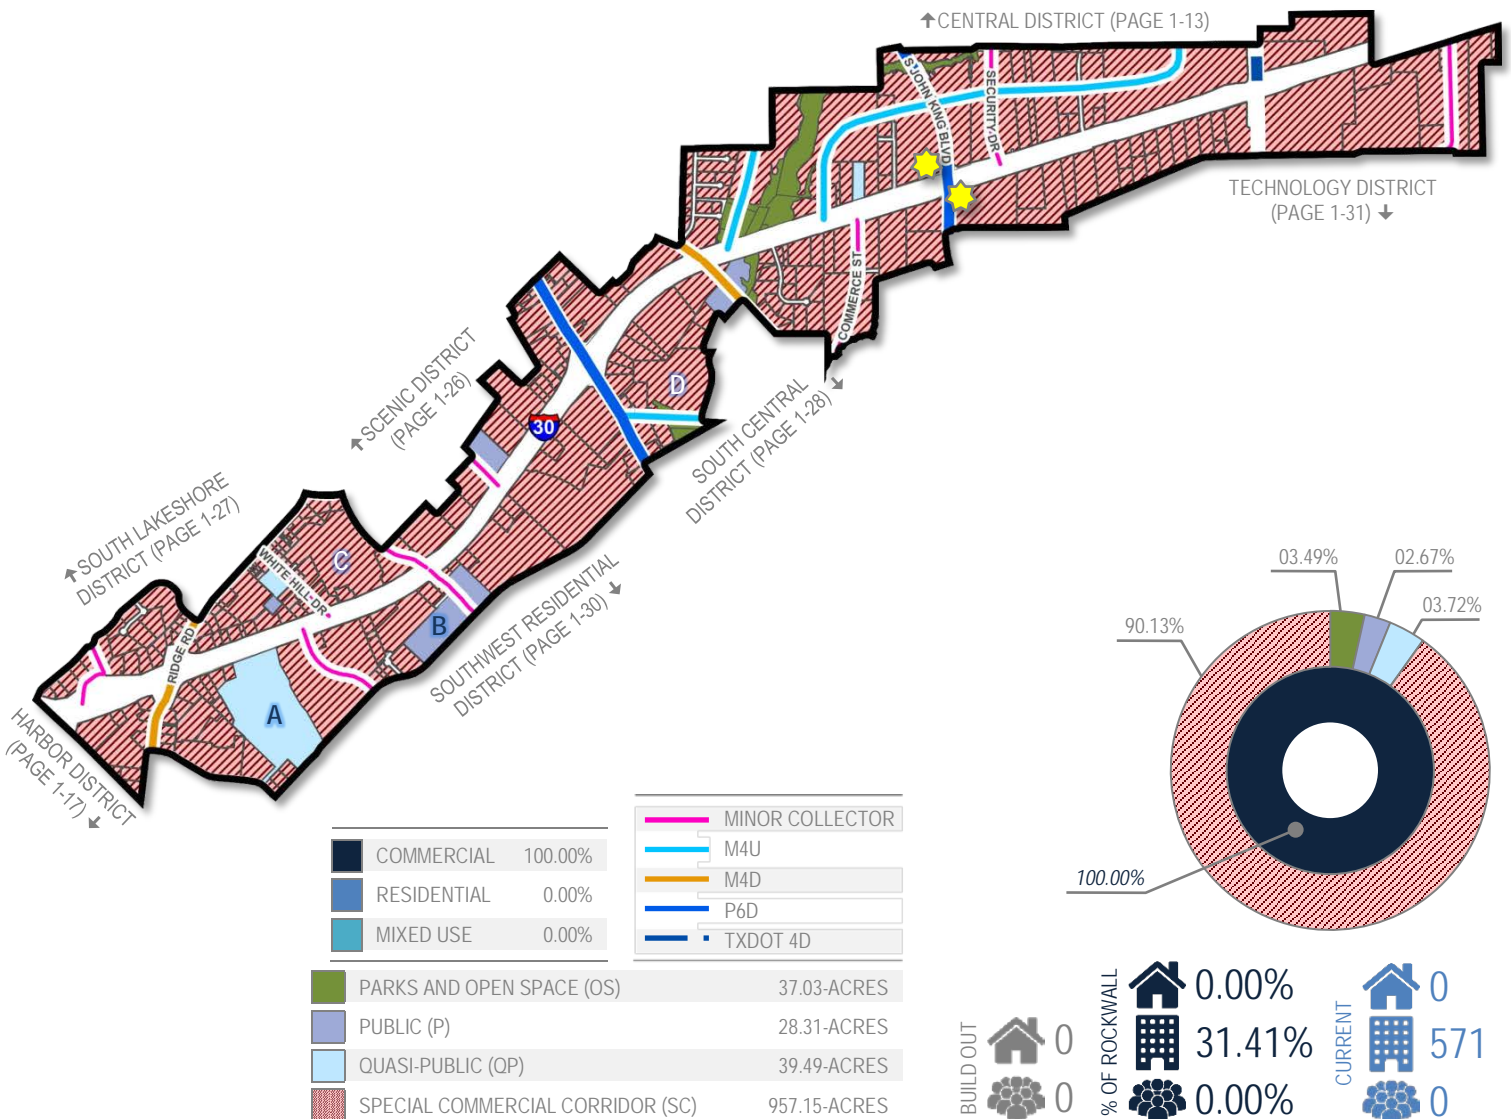 ↑CENTRAL DISTRICT (PAGE 1-13)
S JOHN KING BLVD
SECURITY DR
TECHNOLOGY DISTRICT
(PAGE 1-31) ↓
COMMERCE ST
↖SCENIC DISTRICT
(PAGE 1-26)
D
30
SOUTH CENTRAL
DISTRICT (PAGE 1-28) ↘
↑SOUTH LAKESHORE
DISTRICT (PAGE 1-27)
WHITE HILL DR
C
B
RIDGE RD
A
SOUTHWEST RESIDENTIAL
DISTRICT (PAGE 1-30) ↘
HARBOR DISTRICT
(PAGE 1-17) ↙
03.49%
02.67%
03.72%
90.13%
100.00%
COMMERCIAL 100.00%
RESIDENTIAL 0.00%
MIXED USE 0.00%
MINOR COLLECTOR
M4U
M4D
P6D
TXDOT 4D
PARKS AND OPEN SPACE (OS) 37.03-ACRES
PUBLIC (P) 28.31-ACRES
QUASI-PUBLIC (QP) 39.49-ACRES
SPECIAL COMMERCIAL CORRIDOR (SC) 957.15-ACRES
BUILD OUT
0
0
% OF ROCKWALL
0.00%
31.41%
0.00%
CURRENT
0
571
0